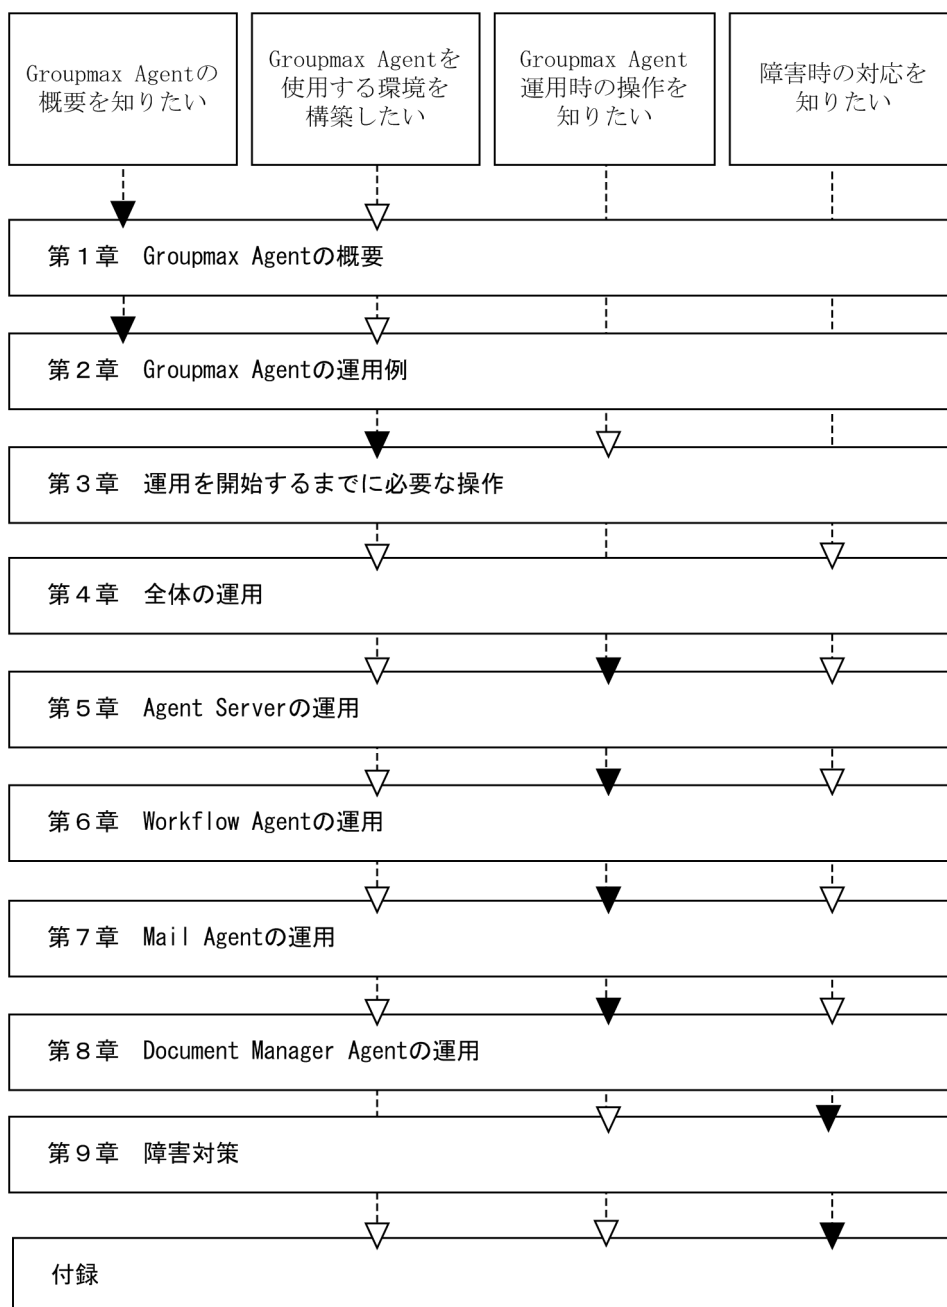 Groupmax Agentの
概要を知りたい
Groupmax Agentを
使用する環境を
構築したい
Groupmax Agent
運用時の操作を
知りたい
障害時の対応を
知りたい
第１章 Groupmax Agentの概要
第２章 Groupmax Agentの運用例
第３章 運用を開始するまでに必要な操作
第４章 全体の運用
第５章 Agent Serverの運用
第６章 Workflow Agentの運用
第７章 Mail Agentの運用
第８章 Document Manager Agentの運用
第９章 障害対策
付録